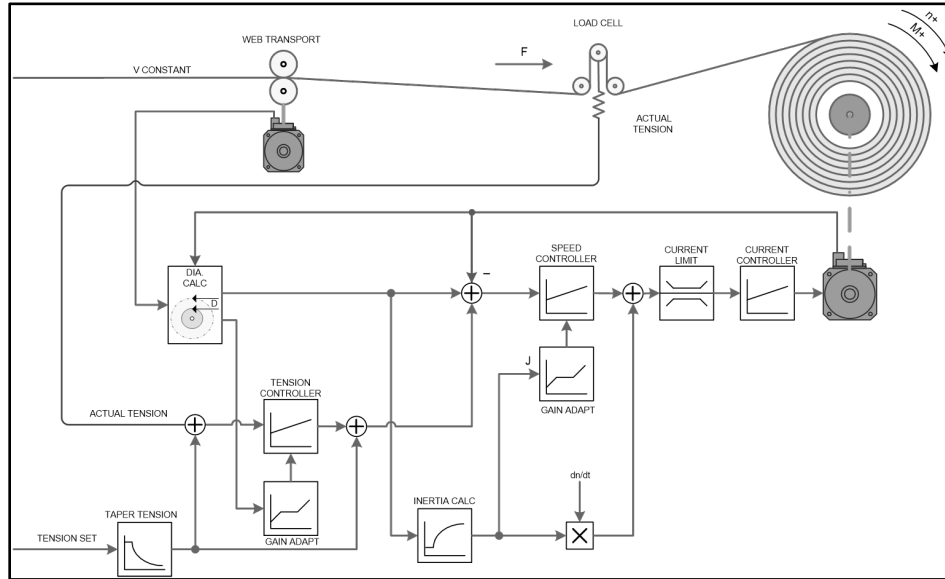 LOAD CELL
n+
M+
WEB TRANSPORT
F
V CONSTANT
ACTUAL
TENSION
SPEED
CONTROLLER
CURRENT
LIMIT
CURRENT
CONTROLLER
DIA.
CALC
D
–
J
TENSION
CONTROLLER
GAIN ADAPT
ACTUAL TENSION
dn/dt
TAPER TENSION
INERTIA CALC
TENSION SET
GAIN ADAPT